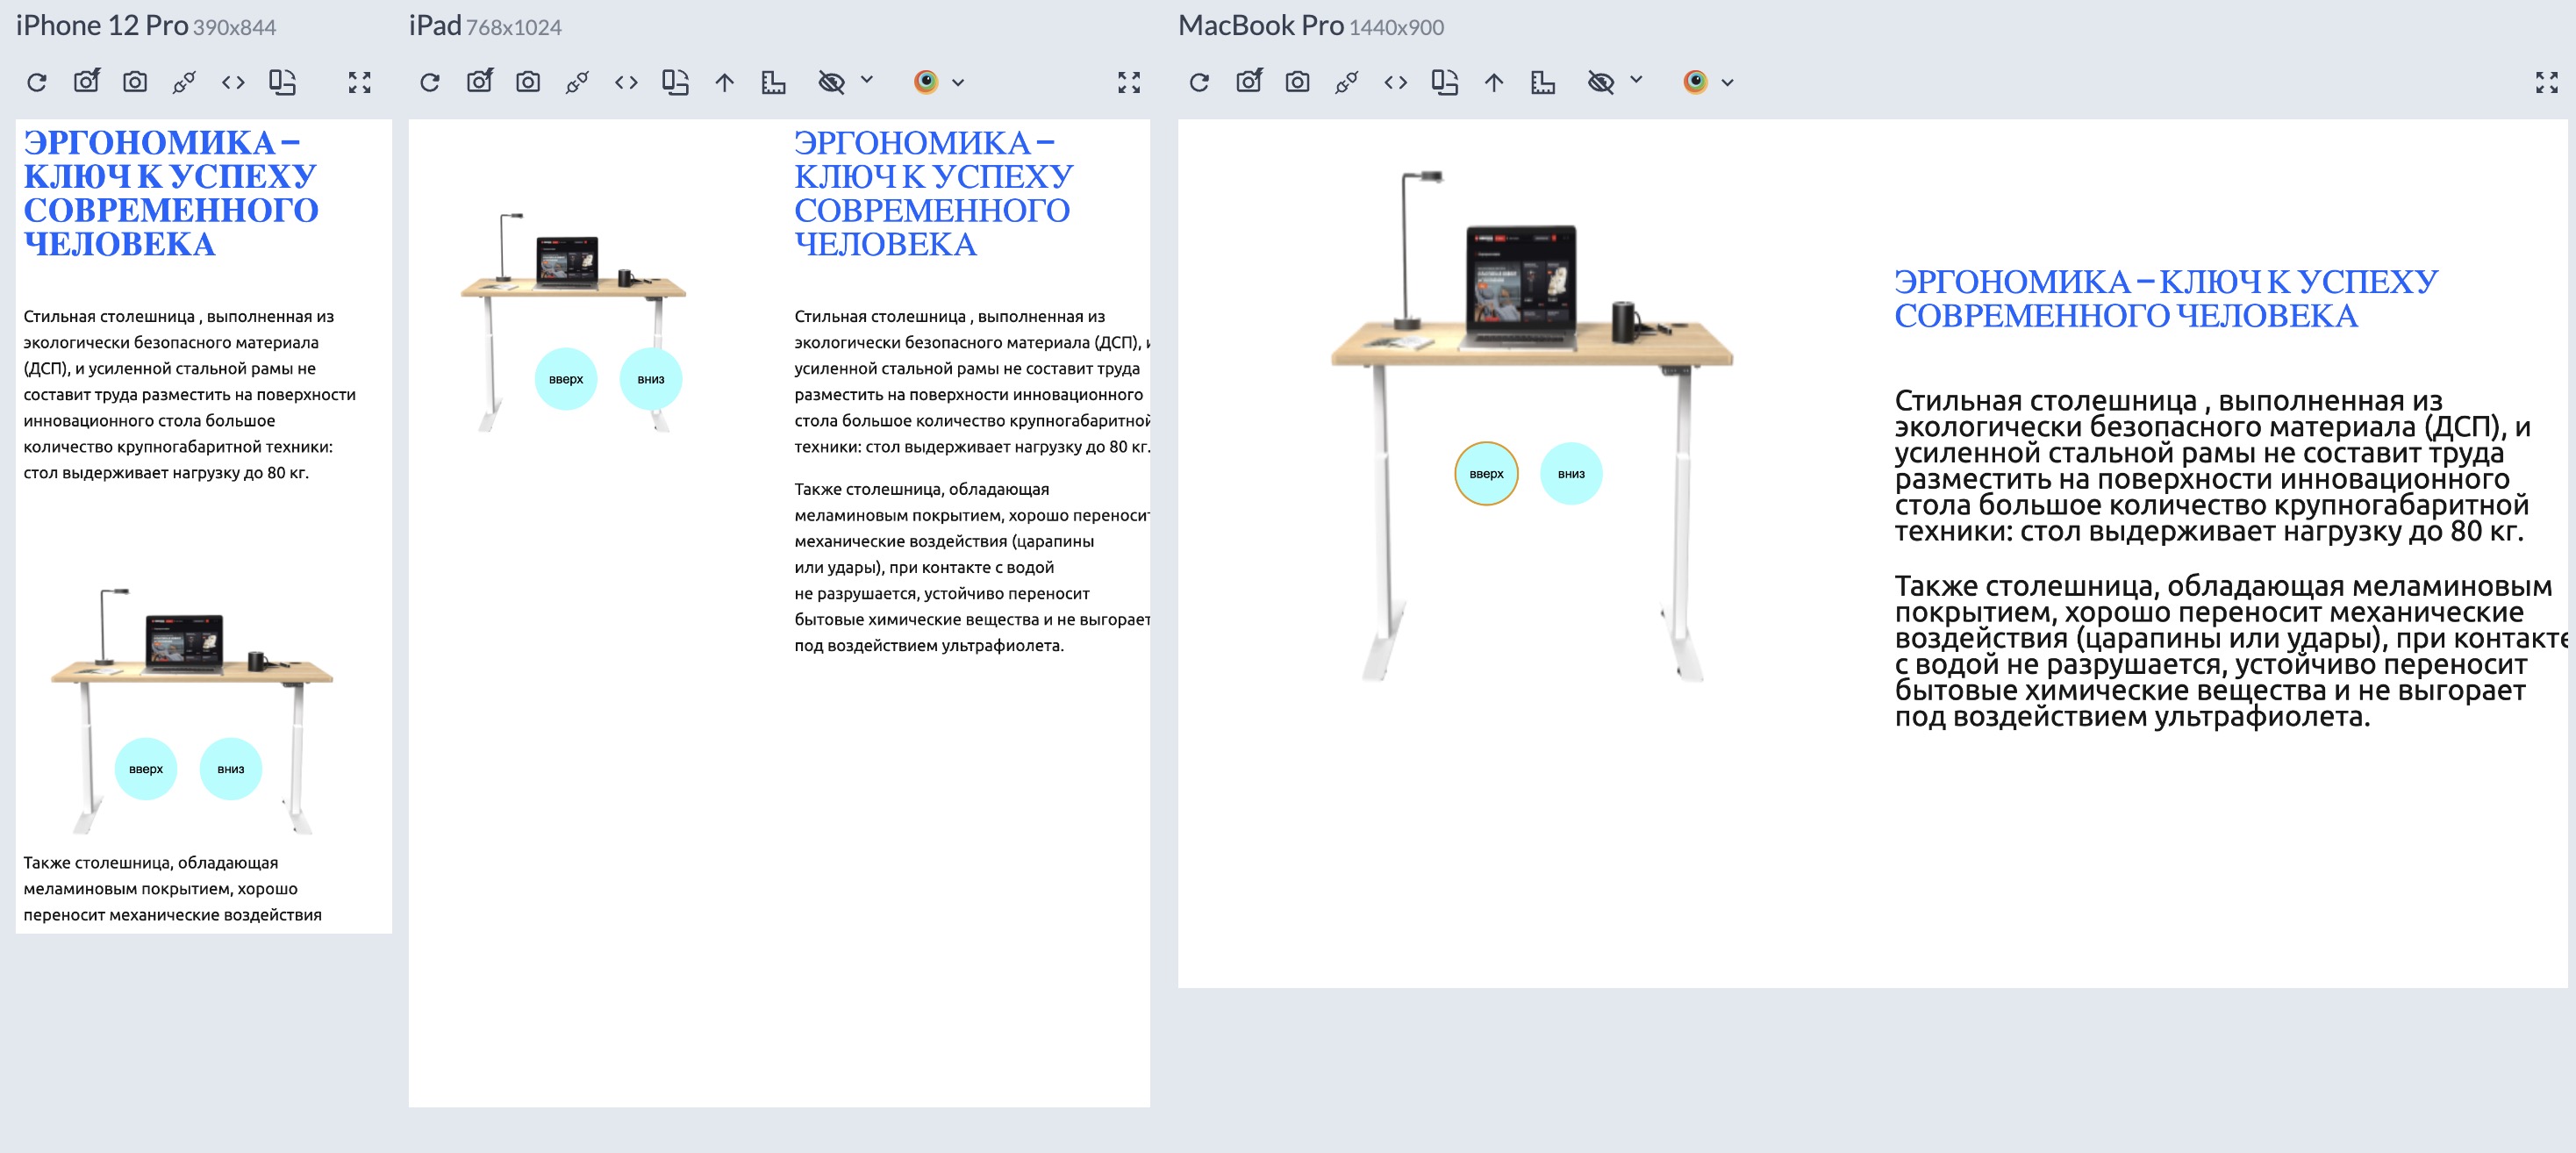 iPhone 12 Pro 390x844
ЭРГОНОМИКА –
КЛЮЧ К УСПЕХУ
СОВРЕМЕННОГО
ЧЕЛОВЕКА
Стильная столешница , выполненная из
экологически безопасного материала
(ДСП), и усиленной стальной рамы не
составит труда разместить на поверхности
инновационного стола большое
количество крупногабаритной техники:
стол выдерживает нагрузку до 80 кг.
вверх
вниз
Также столешница, обладающая
меламиновым покрытием, хорошо
переносит механические воздействия
iPad 768x1024
вверх
вниз
ЭРГОНОМИКА –
КЛЮЧ К УСПЕХУ
СОВРЕМЕННОГО
ЧЕЛОВЕКА
Стильная столешница , выполненная из
экологически безопасного материала (ДСП), и
усиленной стальной рамы не составит труда
разместить на поверхности инновационного
стола большое количество крупногабаритной
техники: стол выдерживает нагрузку до 80 кг.
Также столешница, обладающая
меламиновым покрытием, хорошо переносит
механические воздействия (царапины
или удары), при контакте с водой
не разрушается, устойчиво переносит
бытовые химические вещества и не выгорает
под воздействием ультрафиолета.
MacBook Pro 1440x900
вверх
вниз
ЭРГОНОМИКА – КЛЮЧ К УСПЕХУ
СОВРЕМЕННОГО ЧЕЛОВЕКА
Стильная столешница , выполненная из
экологически безопасного материала (ДСП), и
усиленной стальной рамы не составит труда
разместить на поверхности инновационного
стола большое количество крупногабаритной
техники: стол выдерживает нагрузку до 80 кг.
Также столешница, обладающая меламиновым
покрытием, хорошо переносит механические
воздействия (царапины или удары), при контакте
с водой не разрушается, устойчиво переносит
бытовые химические вещества и не выгорает
под воздействием ультрафиолета.